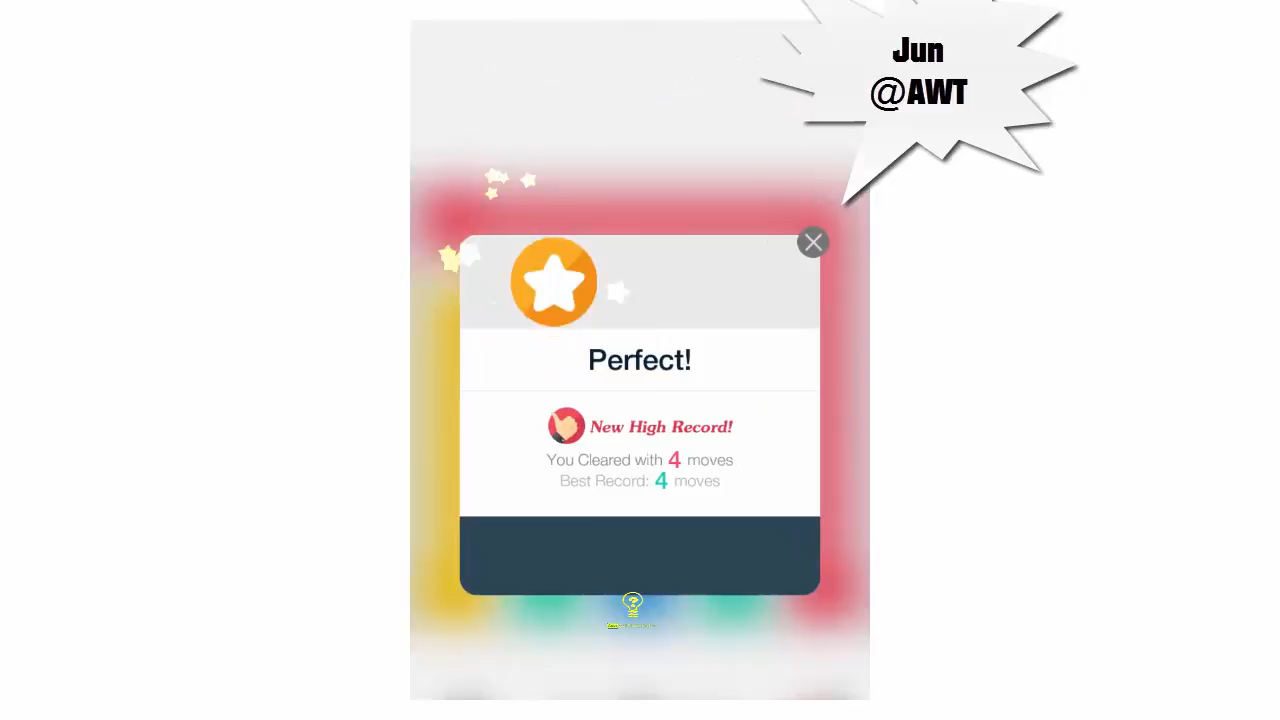 Jun
@AWT
Perfect!
New High Record!
You Cleared with 4 moves
Best Record: 4 moves